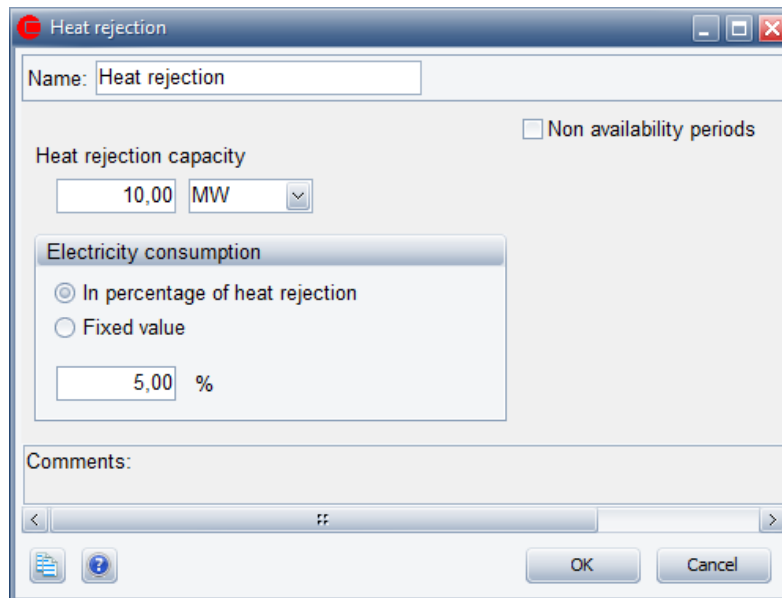 Heat rejection
Name: Heat rejection
Non availability periods
Heat rejection capacity
10,00 MW
Electricity consumption
In percentage of heat rejection
Fixed value
5,00 %
Comments:
OK Cancel